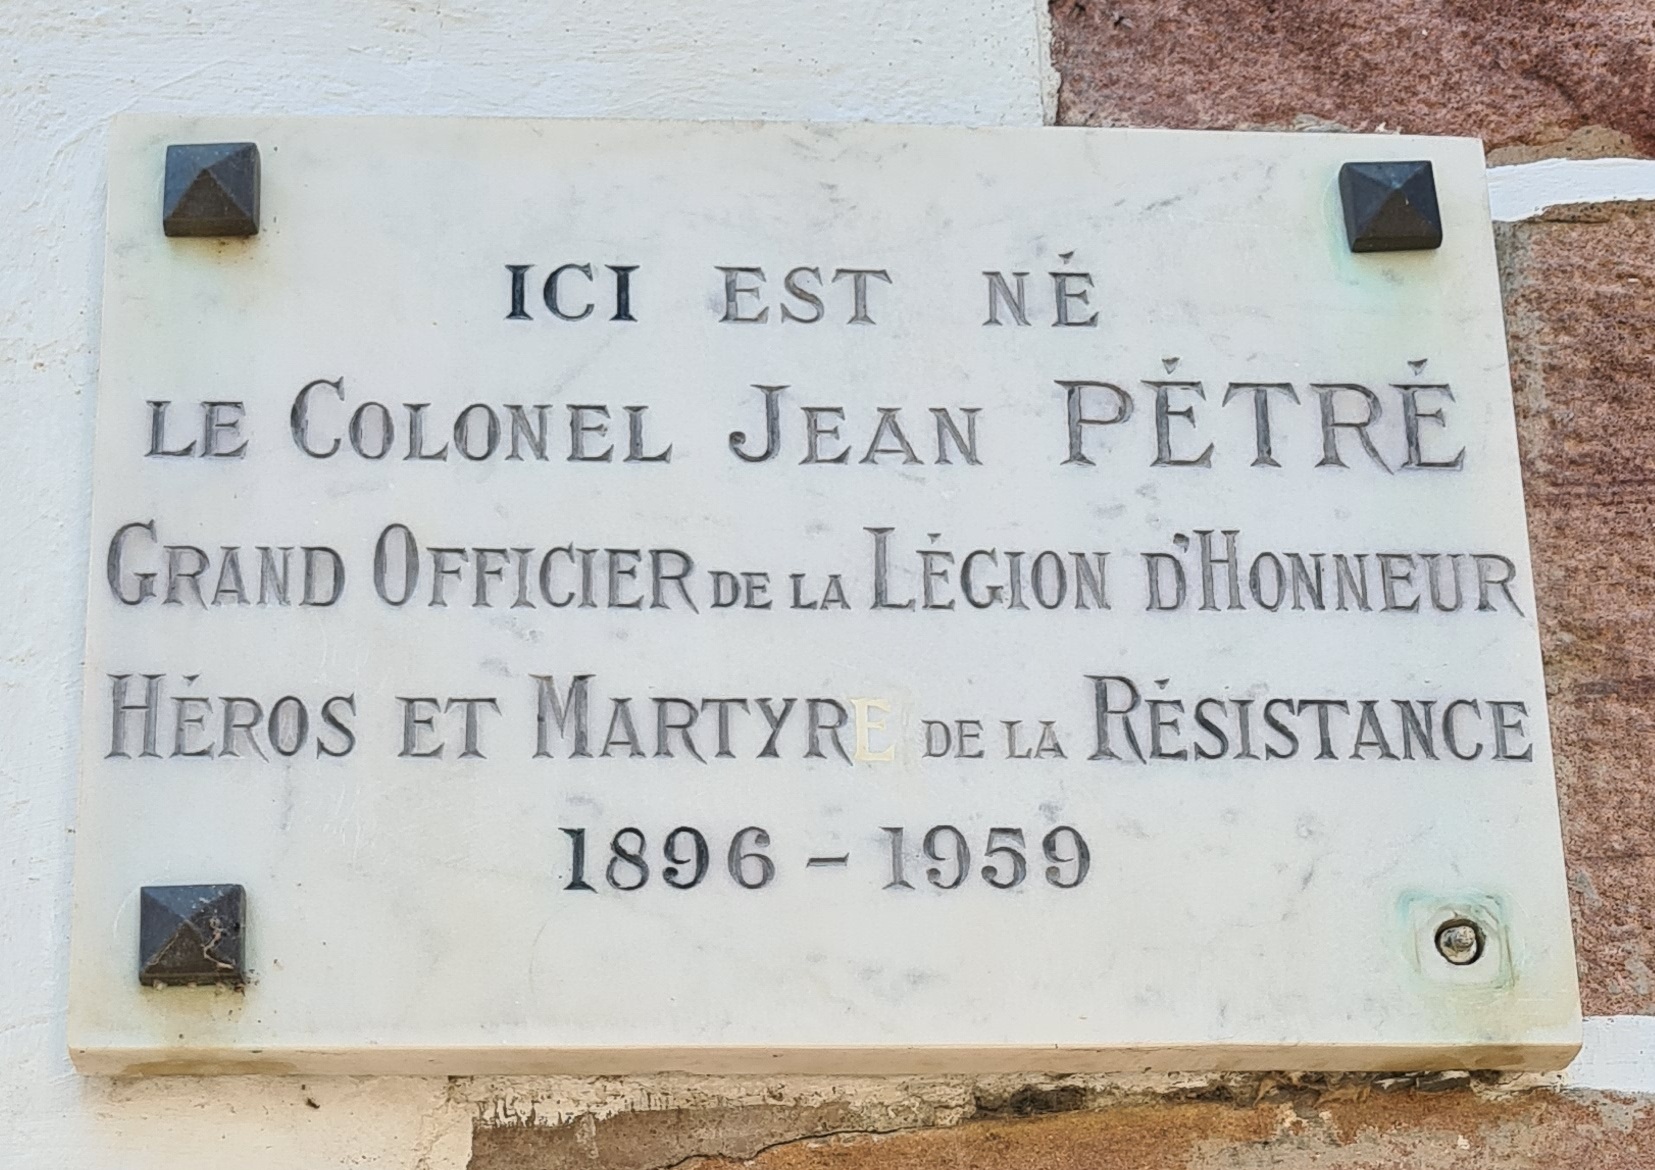 ICI EST NÉ
LE COLONEL JEAN PÉTRÉ
GRAND OFFICIER DE LA LÉGION D'HONNEUR
HÉROS ET MARTYRE DE LA RÉSISTANCE
1896 - 1959